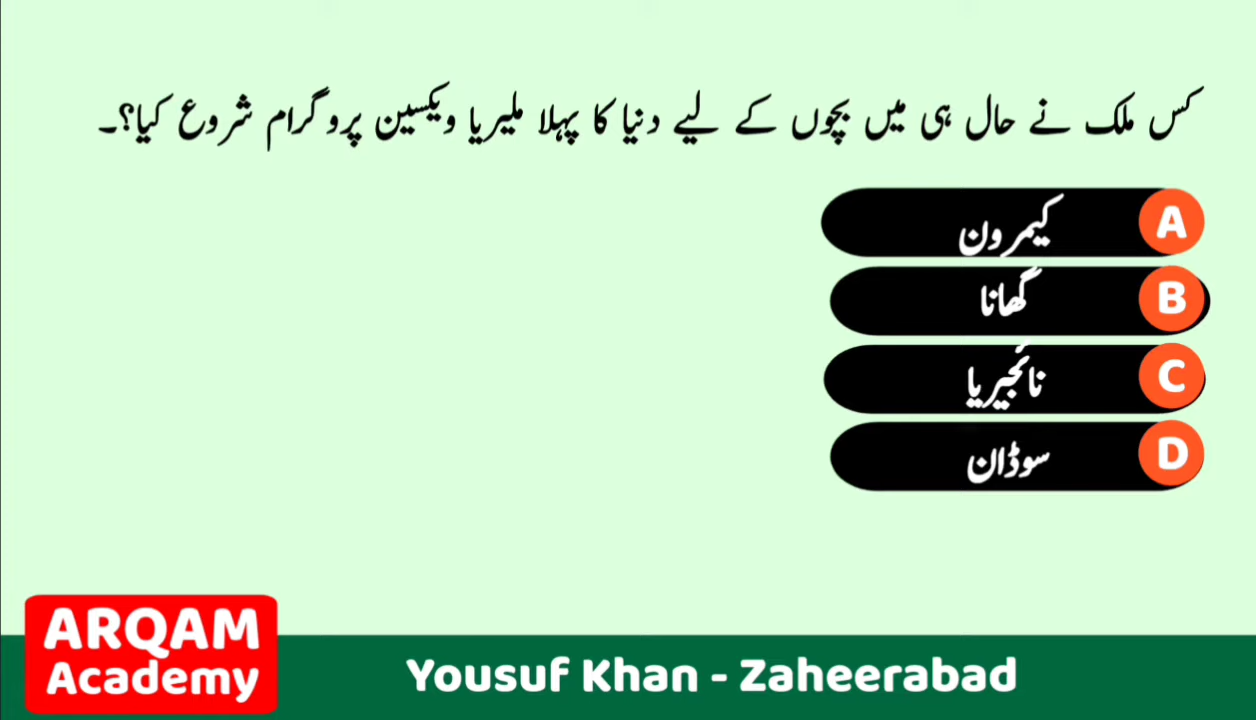 کس ملک نے حال ہی میں بچوں کے لیے دنیا کا پہلا ملیریا ویکسین پروگرام شروع کیا؟۔
A کیمرون
B گھانا
C نائجیریا
D سوڈان
ARQAM
Academy
Yousuf Khan - Zaheerabad